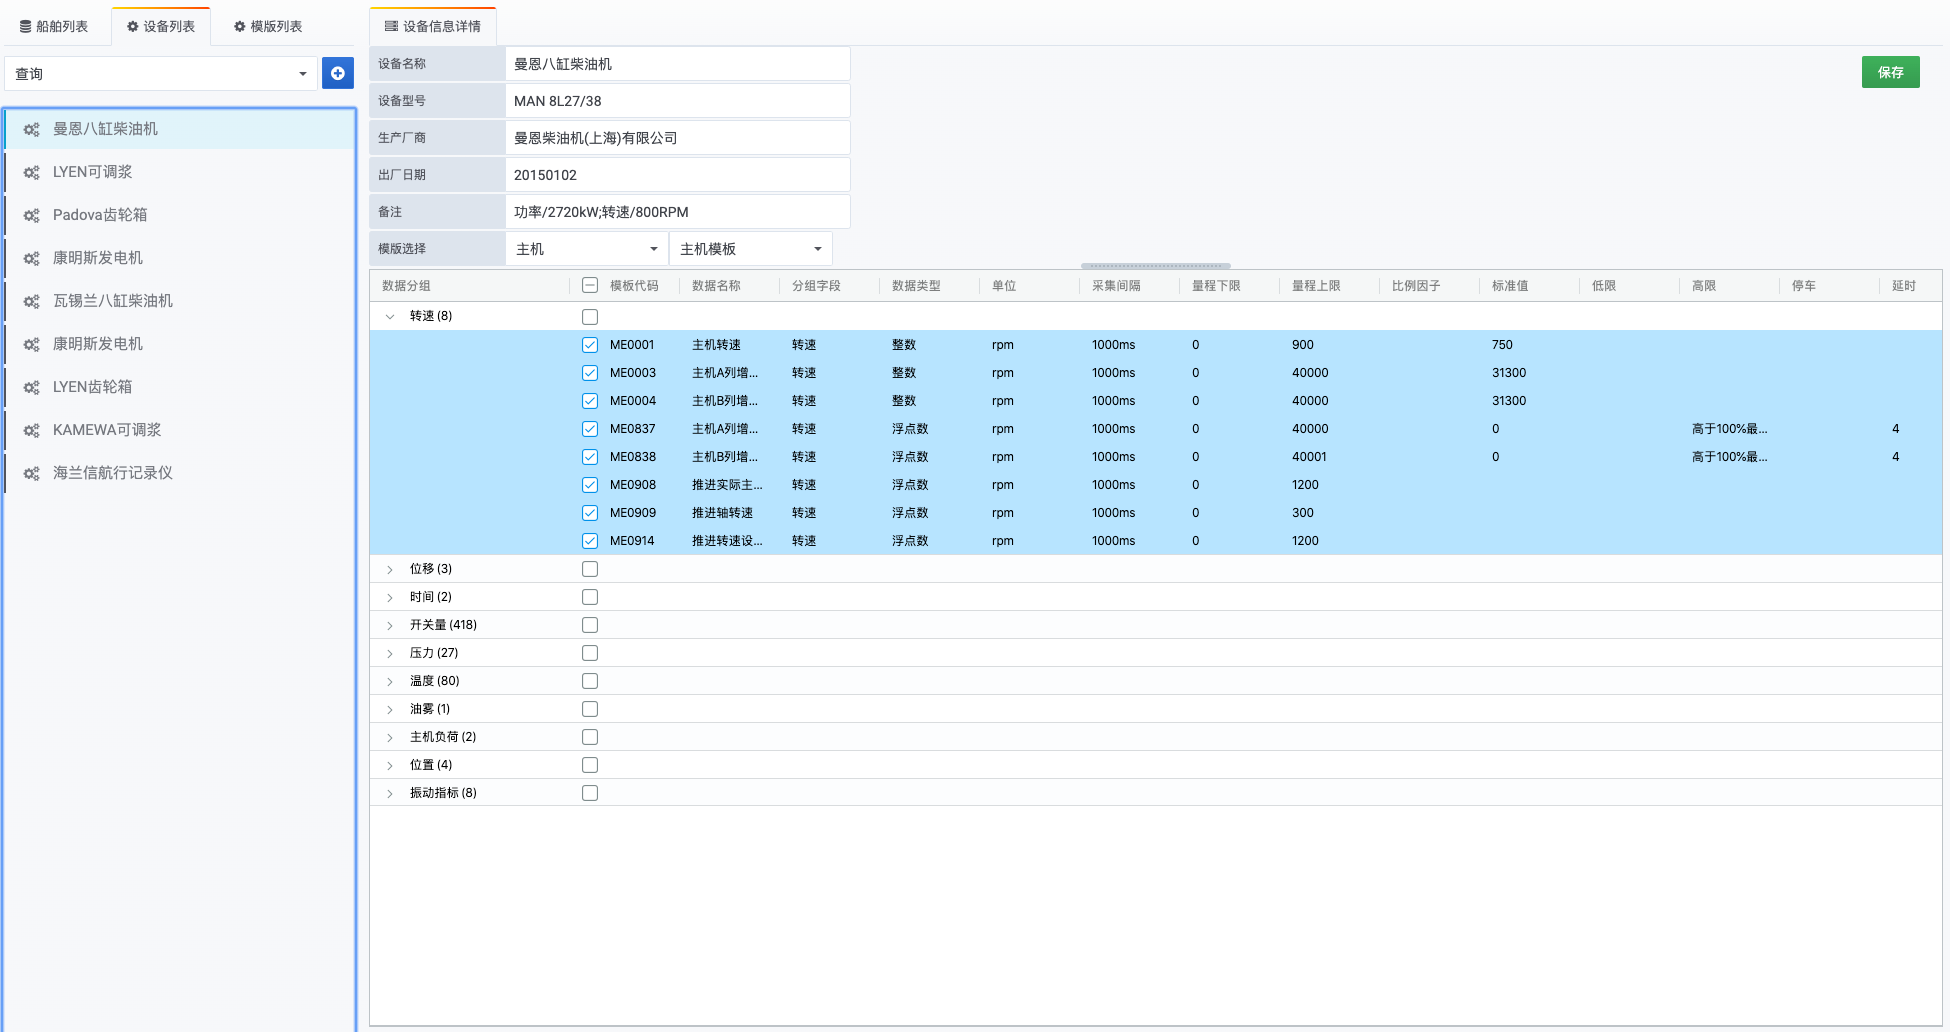 船舶列表 设备列表 模版列表
查询
曼恩八缸柴油机
LYEN可调浆
Padova齿轮箱
康明斯发电机
瓦锡兰八缸柴油机
康明斯发电机
LYEN齿轮箱
KAMEWA可调浆
海兰信航行记录仪
设备信息详情
设备名称 曼恩八缸柴油机
保存
设备型号 MAN 8L27/38
生产厂商 曼恩柴油机(上海)有限公司
出厂日期 20150102
备注 功率/2720kW;转速/800RPM
模版选择 主机 主机模板
数据分组 模板代码 数据名称 分组字段 数据类型 单位 采集间隔 量程下限 量程上限 比例因子 标准值 低限 高限 停车 延时
转速 (8)
ME0001 主机转速 转速 整数 rpm 1000ms 0 900 750
ME0003 主机A列增... 转速 整数 rpm 1000ms 0 40000 31300
ME0004 主机B列增... 转速 整数 rpm 1000ms 0 40000 31300
ME0837 主机A列增... 转速 浮点数 rpm 1000ms 0 40000 0 高于100%最... 4
ME0838 主机B列增... 转速 浮点数 rpm 1000ms 0 40001 0 高于100%最... 4
ME0908 推进实际主... 转速 浮点数 rpm 1000ms 0 1200
ME0909 推进轴转速 转速 浮点数 rpm 1000ms 0 300
ME0914 推进转速设... 转速 浮点数 rpm 1000ms 0 1200
位移 (3)
时间 (2)
开关量 (418)
压力 (27)
温度 (80)
油雾 (1)
主机负荷 (2)
位置 (4)
振动指标 (8)